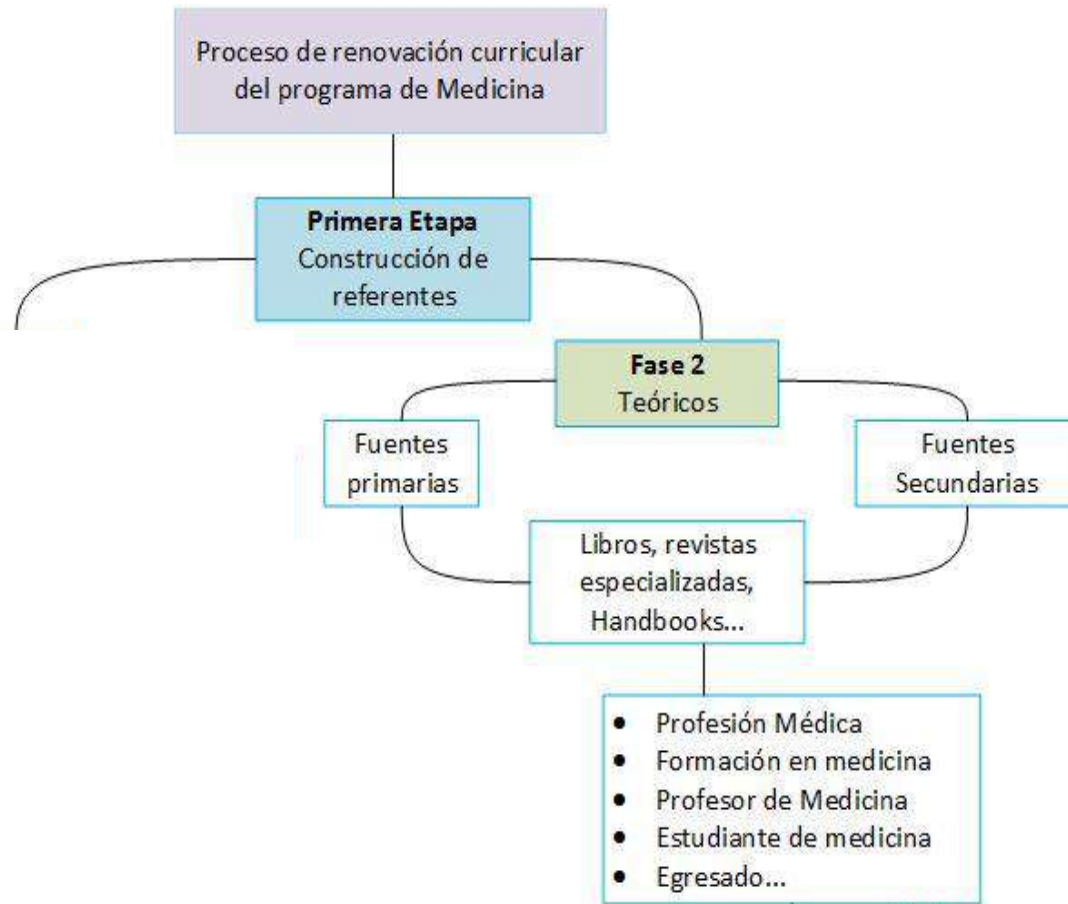 Proceso de renovación curricular
del programa de Medicina
Primera Etapa
Construcción de
referentes
Fase 2
Teóricos
Fuentes
primarias
Fuentes
Secundarias
Libros, revistas
especializadas,
Handbooks...
• Profesión Médica
• Formación en medicina
• Profesor de Medicina
• Estudiante de medicina
• Egresado...